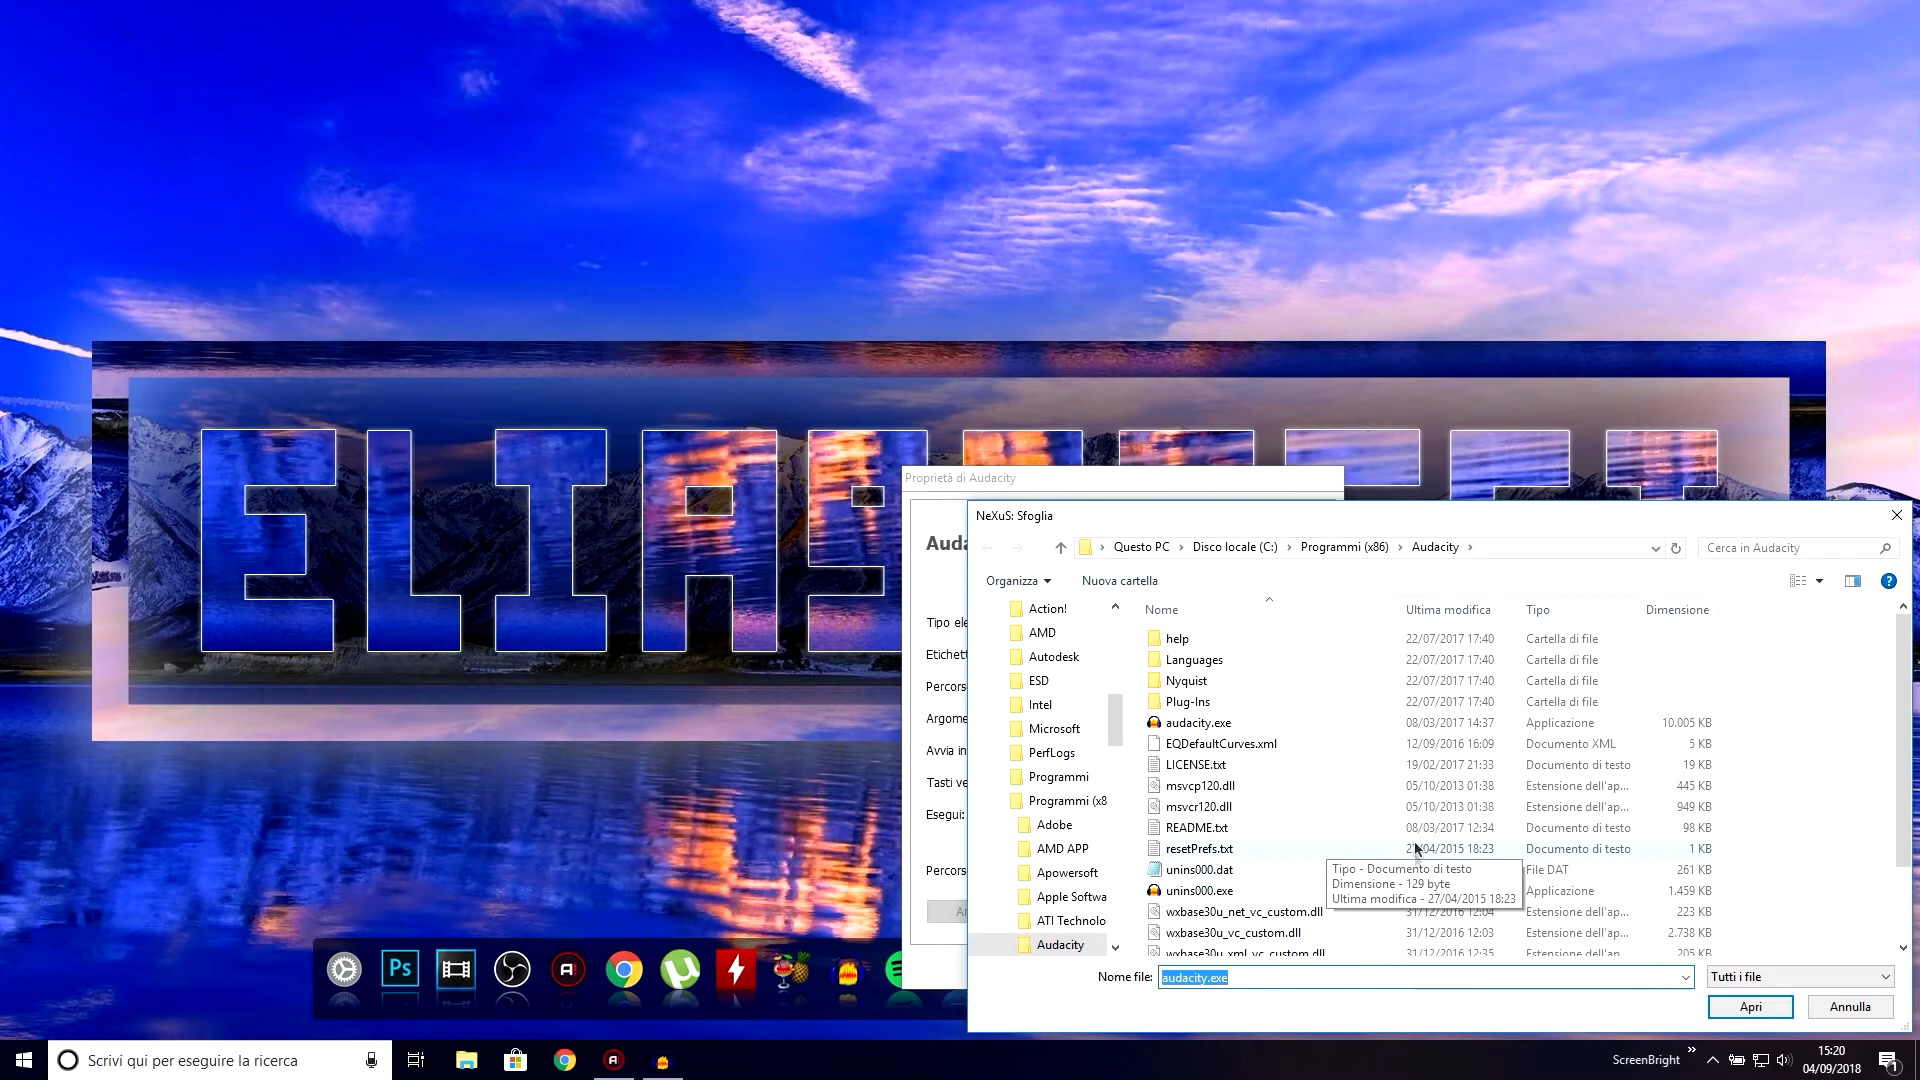 ELIAS
Proprietà di Audacity
NeXuS: Sfoglia
Questo PC
Disco locale (C:)
Programmi (x86)
Audacity
Cerca in Audacity
Organizza
Nuova cartella
?
Tipo
Percors
Argome
Avvia in
Tasti
Esegui:
Percors
Action!
AMD
Autodesk
ESD
Intel
Microsoft
PerfLogs
Programmi
Programmi (x8
Adobe
AMD APP
Apowersoft
Apple Softwa
ATI Technolo
Audacity
Nome Ultima modifica Tipo Dimensione
help 22/07/2017 17:40 Cartella di file
Languages 22/07/2017 17:40 Cartella di file
Nyquist 22/07/2017 17:40 Cartella di file
Plug-Ins 22/07/2017 17:40 Cartella di file
audacity.exe 08/03/2017 14:37 Applicazione 10.005 KB
EQDefaultCurves.xml 12/09/2016 16:09 Documento XML 5 KB
LICENSE.txt 19/02/2017 21:33 Documento di testo 19 KB
msvcp120.dll 05/10/2013 01:38 Estensione dell'ap... 445 KB
msvcr120.dll 05/10/2013 01:38 Estensione dell'ap... 949 KB
README.txt 08/03/2017 12:34 Documento di testo 98 KB
resetPrefs.txt 27/04/2015 18:23 Documento di testo 1 KB
unins000.dat File DAT 261 KB
unins000.exe Applicazione 1.459 KB
wxbase30u_net_vc_custom.dll 31/12/2016 12:04 Estensione dell'ap... 223 KB
wxbase30u_vc_custom.dll 31/12/2016 12:03 Estensione dell'ap... 2.738 KB
wxbase30u_xml_vc_custom.dll 31/12/2016 12:35 Estensione dell'ap... 205 KB
Tipo - Documento di testo
Dimensione - 129 byte
Ultima modifica - 27/04/2015 18:23
Nome file: audacity.exe
Tutti i file
Apri
Annulla
Ps
Scrivi qui per eseguire la ricerca
ScreenBright
15:20
04/09/2018
1